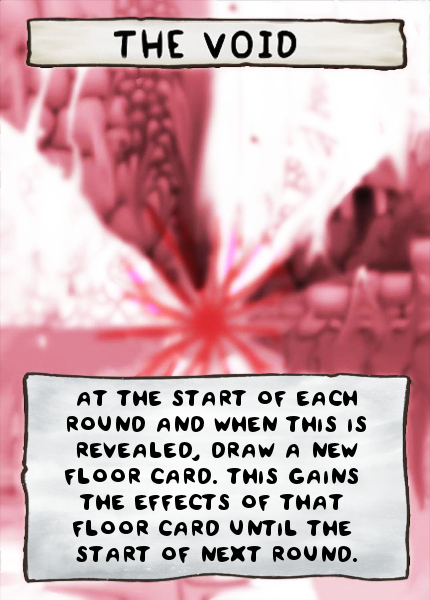 THE VOID
AT THE START OF EACH
ROUND AND WHEN THIS IS
REVEALED, DRAW A NEW
FLOOR CARD. THIS GAINS
THE EFFECTS OF THAT
FLOOR CARD UNTIL THE
START OF NEXT ROUND.